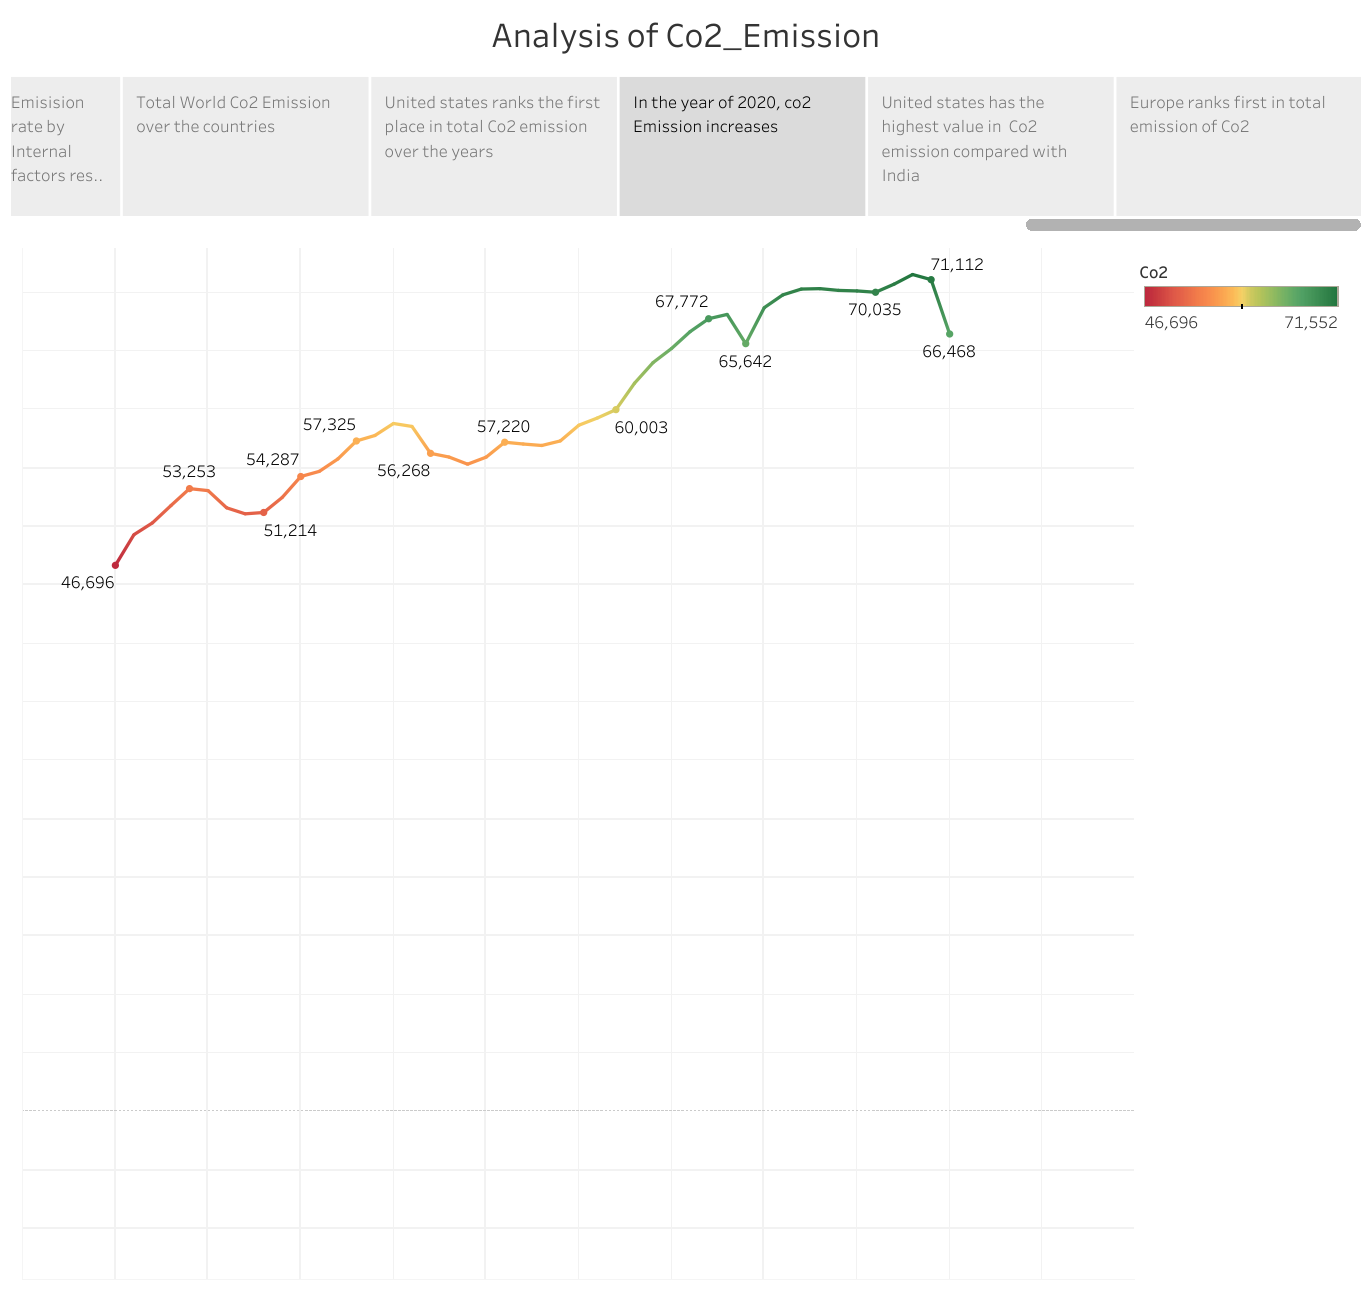 Analysis of Co2_Emission
Emisision
rate by
Internal
factors res..
Total World Co2 Emission
over the countries
United states ranks the first
place in total Co2 emission
over the years
In the year of 2020, co2
Emission increases
United states has the
highest value in  Co2
emission compared with
India
Europe ranks first in total
emission of Co2
46,696
53,253
51,214
54,287
57,325
56,268
57,220
60,003
67,772
65,642
70,035
71,112
66,468
Co2
46,696
71,552